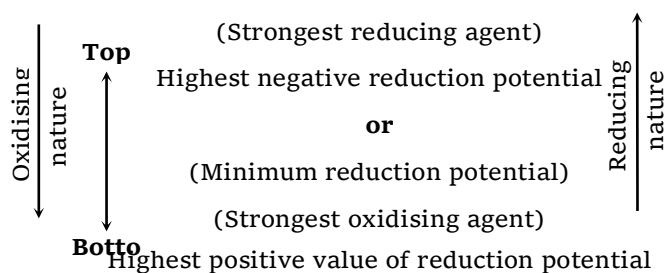 (Strongest reducing agent)
Top
Highest negative reduction potential
or
(Minimum reduction potential)
(Strongest oxidising agent)
Botto
Highest positive value of reduction potential
Oxidising
nature
Reducing
nature